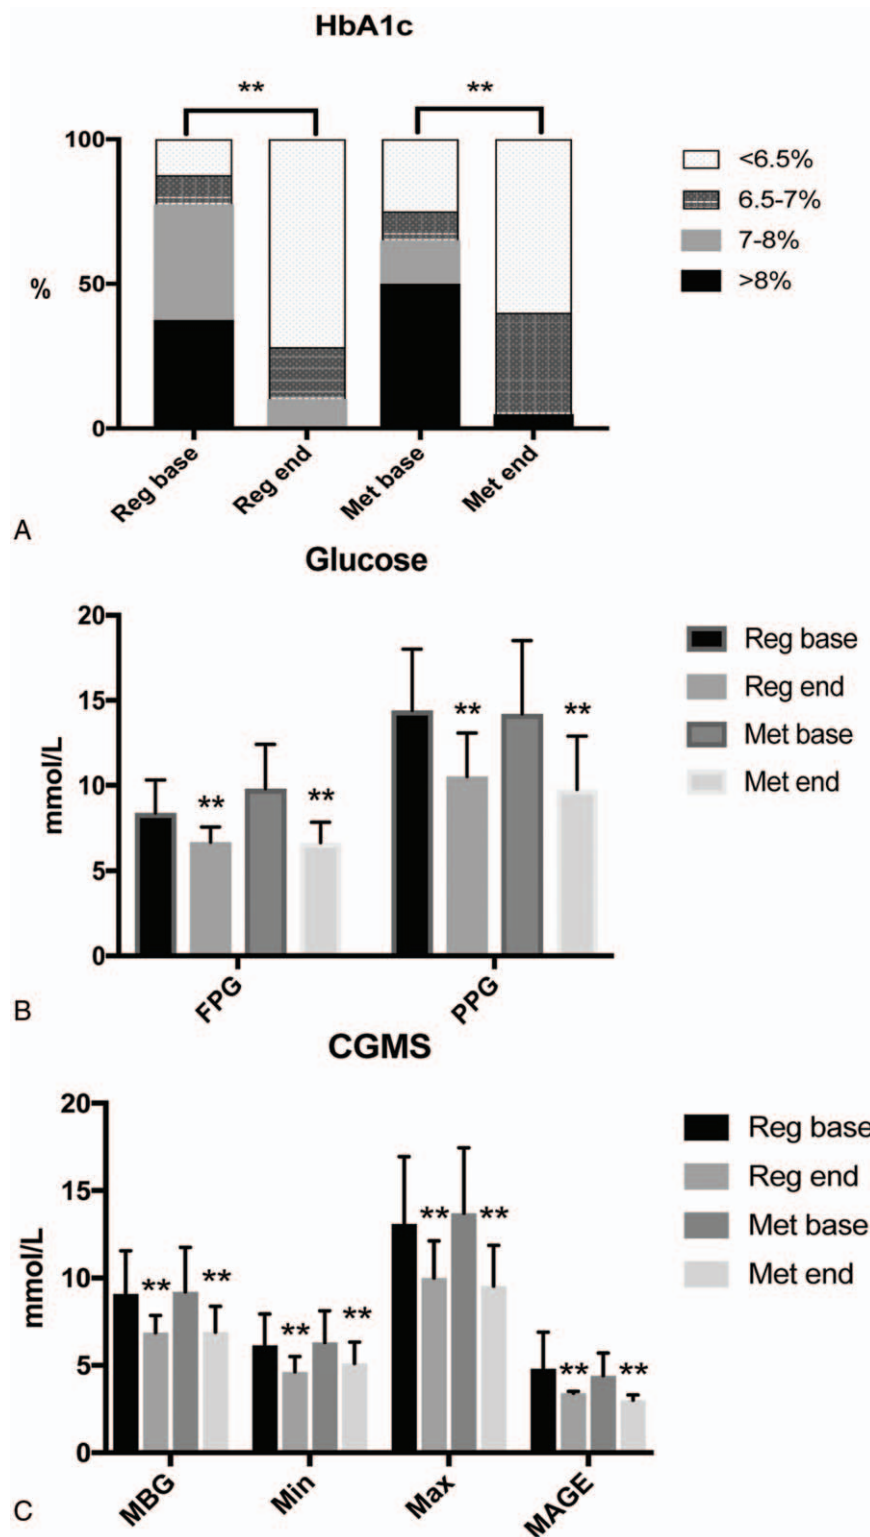 HbA1c
** **
100
50
0
%
<6.5%
6.5-7%
7-8%
>8%
Reg base Reg end Met base Met end
A
Glucose
20
15
10
5
0
mmol/L
** ** ** **
Reg base
Reg end
Met base
Met end
FPG PPG
B
CGMS
20
15
10
5
0
mmol/L
** ** ** ** ** ** ** **
Reg base
Reg end
Met base
Met end
MBG Min Max MAGE
C